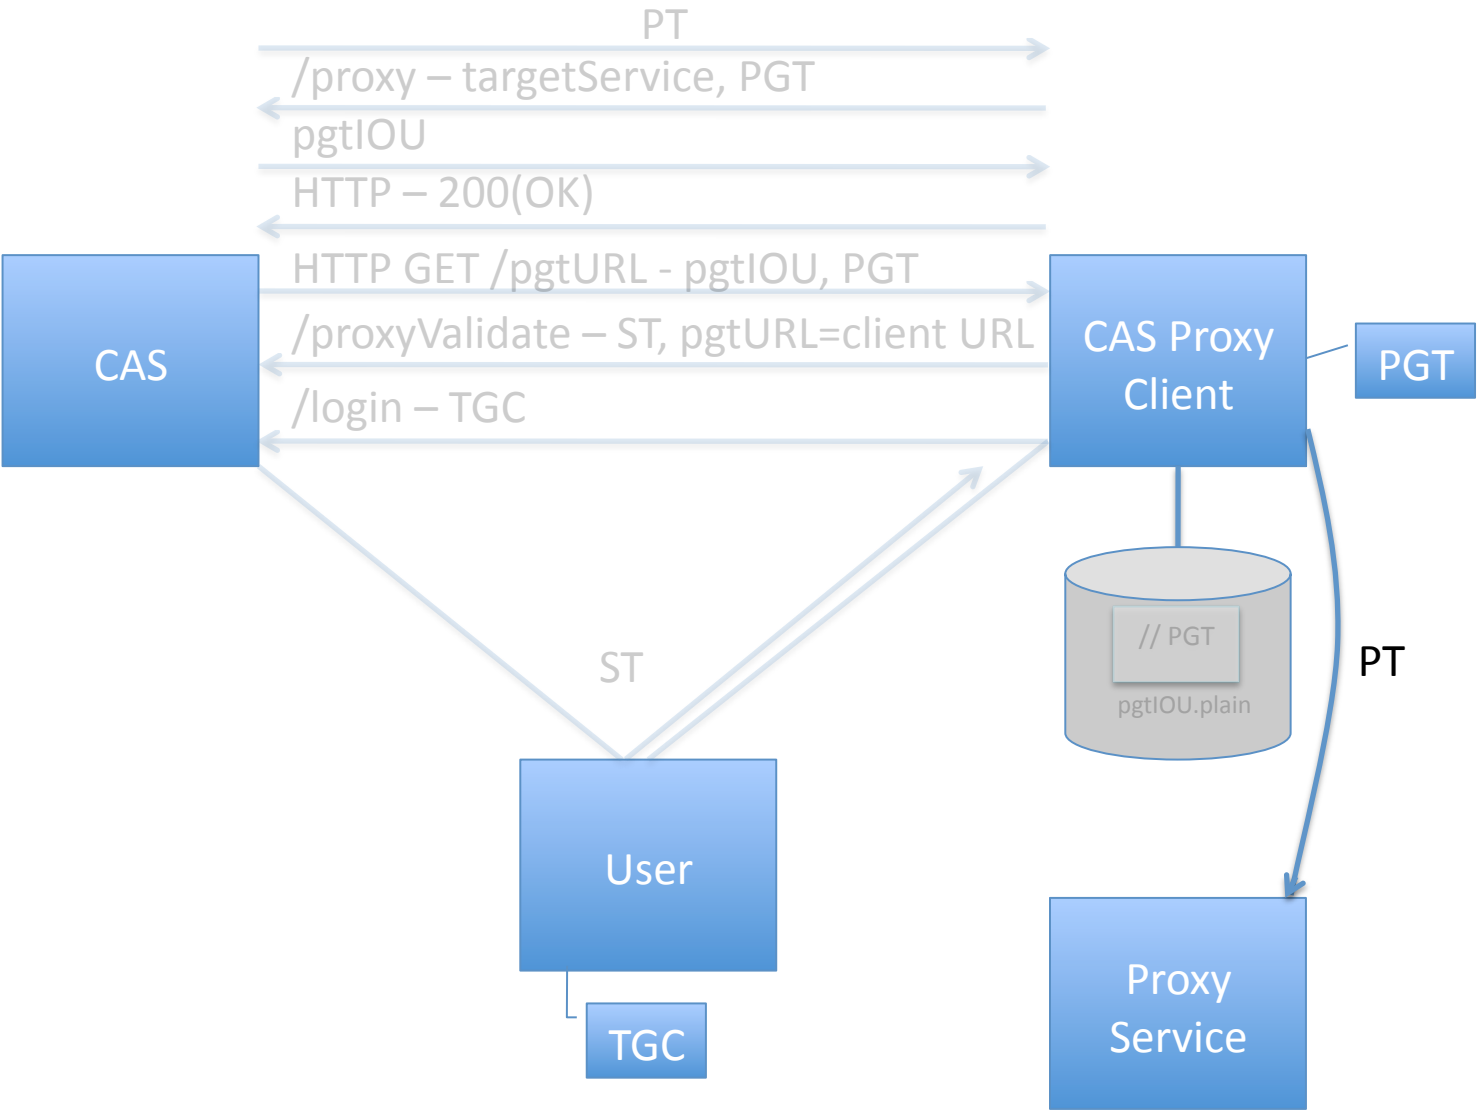 PT
/proxy – targetService, PGT
pgtIOU
HTTP – 200(OK)
HTTP GET /pgtURL - pgtIOU, PGT
/proxyValidate – ST, pgtURL=client URL
/login – TGC
CAS
CAS Proxy
Client
PGT
// PGT
pgtIOU.plain
PT
ST
User
TGC
Proxy
Service